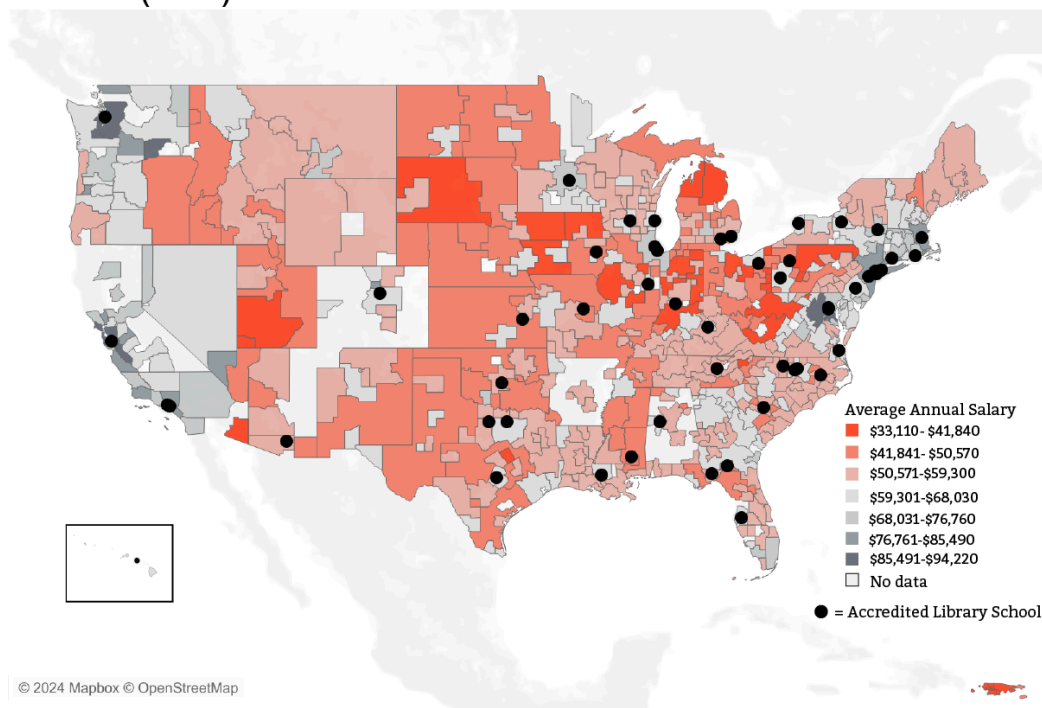 Average Annual Salary
$33,110- $41,840
$41,841- $50,570
$50,571-$59,300
$59,301-$68,030
$68,031-$76,760
$76,761-$85,490
$85,491-$94,220
No data
= Accredited Library School
© 2024 Mapbox © OpenStreetMap